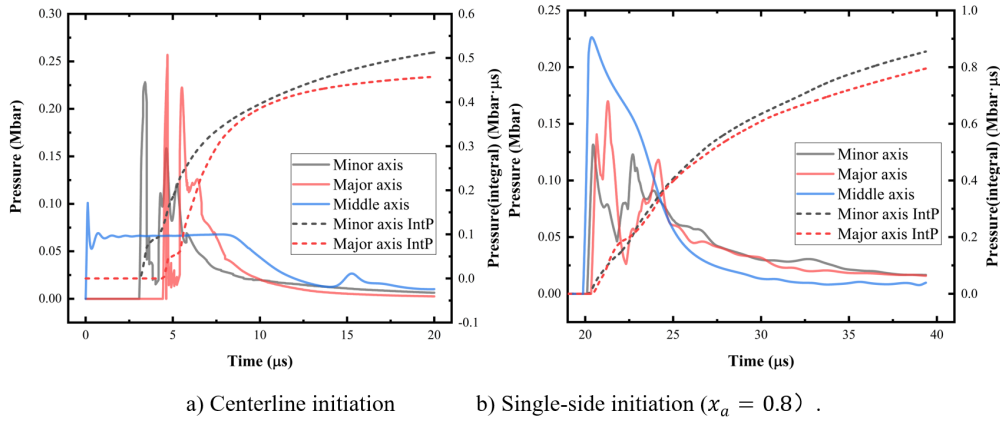 0.30
0.25
0.20
0.15
0.10
0.05
0.00
Pressure (Mbar)
0 5 10 15 20
Time (μs)
0.6
0.5
0.4
0.3
0.2
0.1
0.0
-0.1
Pressure(integral) (Mbar·μs)
Minor axis
Major axis
Middle axis
Minor axis IntP
Major axis IntP
a) Centerline initiation
0.25
0.20
0.15
0.10
0.05
0.00
Pressure (Mbar)
20 25 30 35 40
Time (μs)
1.0
0.8
0.6
0.4
0.2
0.0
Pressure(integral) (Mbar·μs)
Minor axis
Major axis
Middle axis
Minor axis IntP
Major axis IntP
b) Single-side initiation (xₐ = 0.8）.